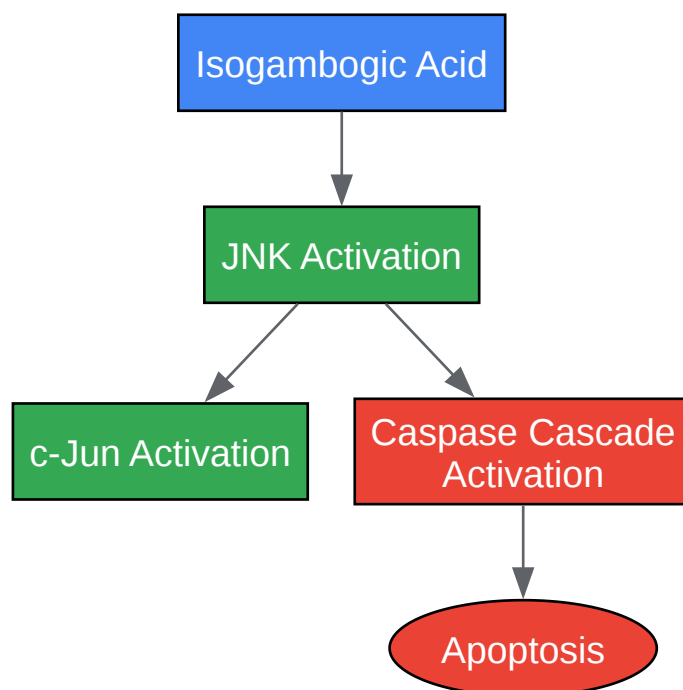 Isogambogic Acid
JNK Activation
c-Jun Activation
Caspase Cascade
Activation
Apoptosis